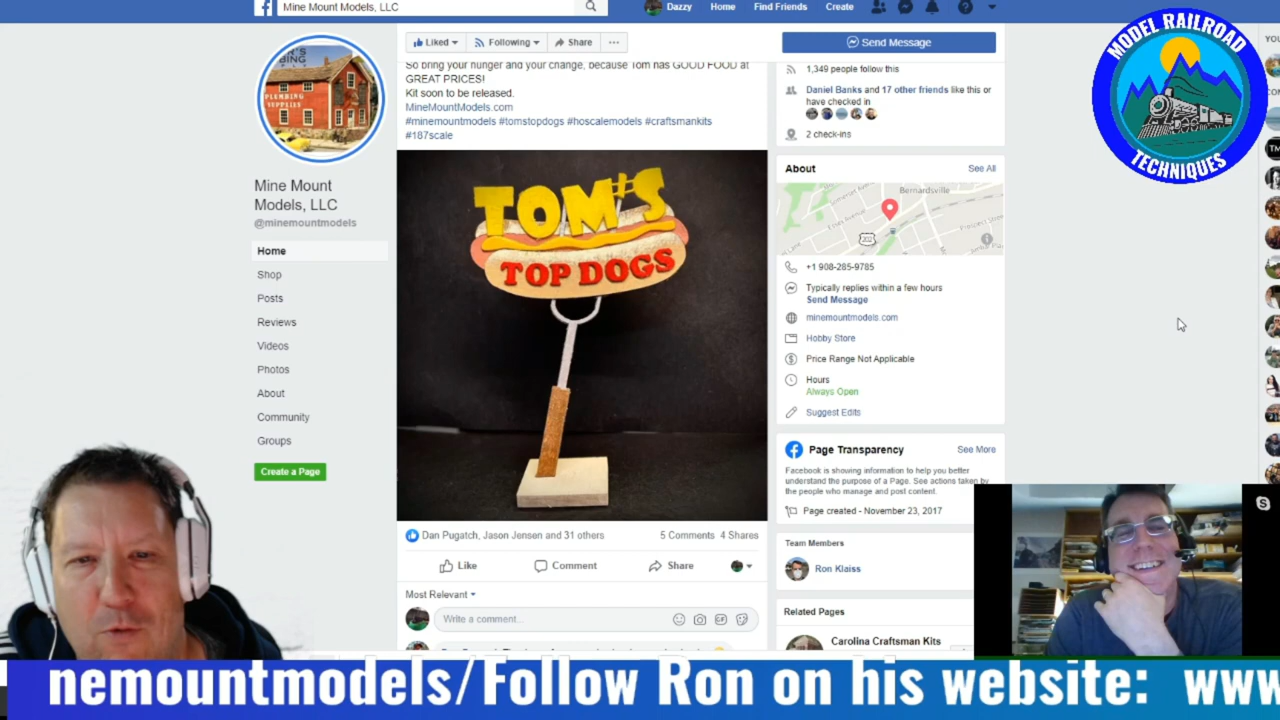 Mine Mount Models, LLC
Dazzy
Home
Find Friends
Create
Liked
Following
Share
Send Message
So bring your hunger and your change, because Tom has GOOD FOOD at
GREAT PRICES!
Kit soon to be released.
MineMountModels.com
#minemountmodels #tomstopdogs #hoscalemodels #craftsmankits
#187scale
PLUMBING
SUPPLIES
Mine Mount
Models, LLC
@minemountmodels
Home
Shop
Posts
Reviews
Videos
Photos
About
Community
Groups
Create a Page
TOM'S
TOP DOGS
Dan Pugatch, Jason Jensen and 31 others
5 Comments 4 Shares
Like
Comment
Share
Most Relevant
Write a comment...
1,349 people follow this
Daniel Banks and 17 other friends like this or
have checked in
2 check-ins
About
See All
Bernardsville
202
+1 908-285-9785
Typically replies within a few hours
Send Message
minemountmodels.com
Hobby Store
Price Range Not Applicable
Hours
Always Open
Suggest Edits
Page Transparency
See More
Facebook is showing information to help you better
understand the purpose of a Page. See actions taken by
the people who manage and post content.
Page created - November 23, 2017
Team Members
Ron Klaiss
Related Pages
Carolina Craftsman Kits
MODEL RAILROAD
TECHNIQUES
nemountmodels/Follow Ron on his website: www